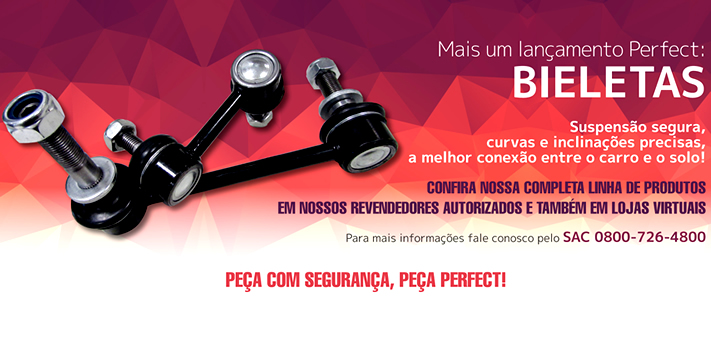 Mais um lançamento Perfect:
BIELETAS
Suspensão segura,
curvas e inclinações precisas,
a melhor conexão entre o carro e o solo!
CONFIRA NOSSA COMPLETA LINHA DE PRODUTOS
EM NOSSOS REVENDEDORES AUTORIZADOS E TAMBÉM EM LOJAS VIRTUAIS
Para mais informações fale conosco pelo SAC 0800-726-4800
PEÇA COM SEGURANÇA, PEÇA PERFECT!